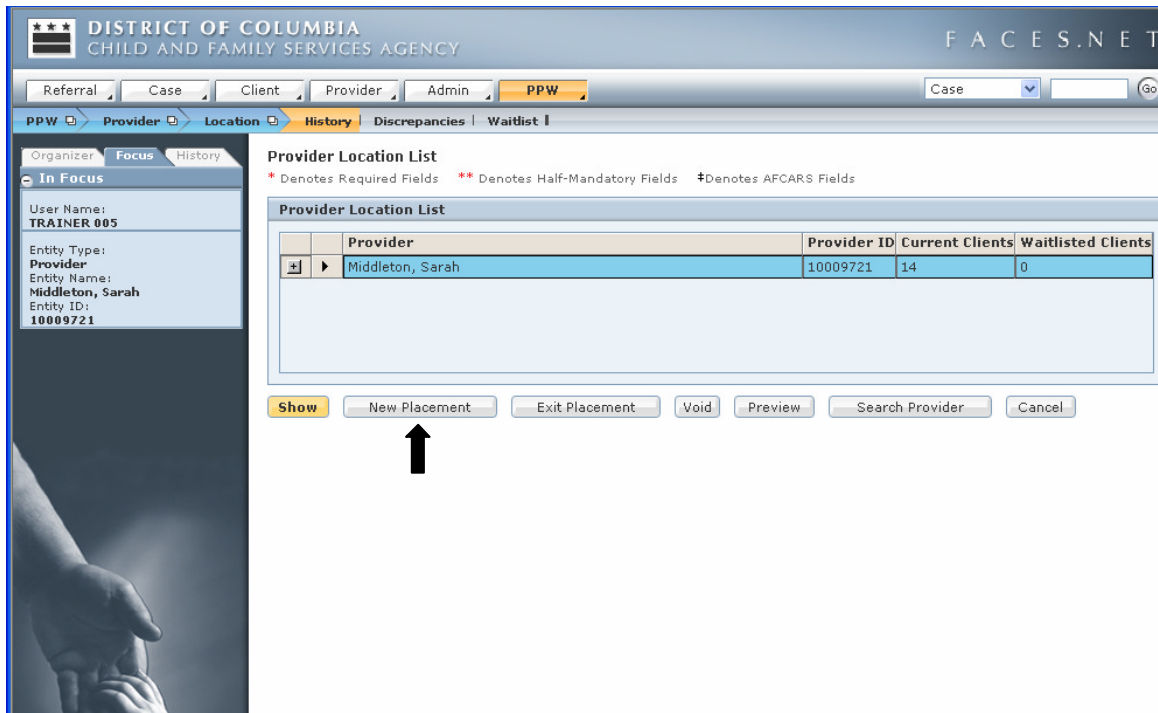 DISTRICT OF COLUMBIA
CHILD AND FAMILY SERVICES AGENCY
FACES.NET
Referral Case Client Provider Admin PPW Case Go
PPW Provider Location History Discrepancies Waitlist
Organizer Focus History
In Focus
User Name:
TRAINER 005
Entity Type:
Provider
Entity Name:
Middleton, Sarah
Entity ID:
10009721
Provider Location List
* Denotes Required Fields ** Denotes Half-Mandatory Fields ‡Denotes AFCARS Fields
Provider Location List
Provider Provider ID Current Clients Waitlisted Clients
Middleton, Sarah 10009721 14 0
Show New Placement Exit Placement Void Preview Search Provider Cancel